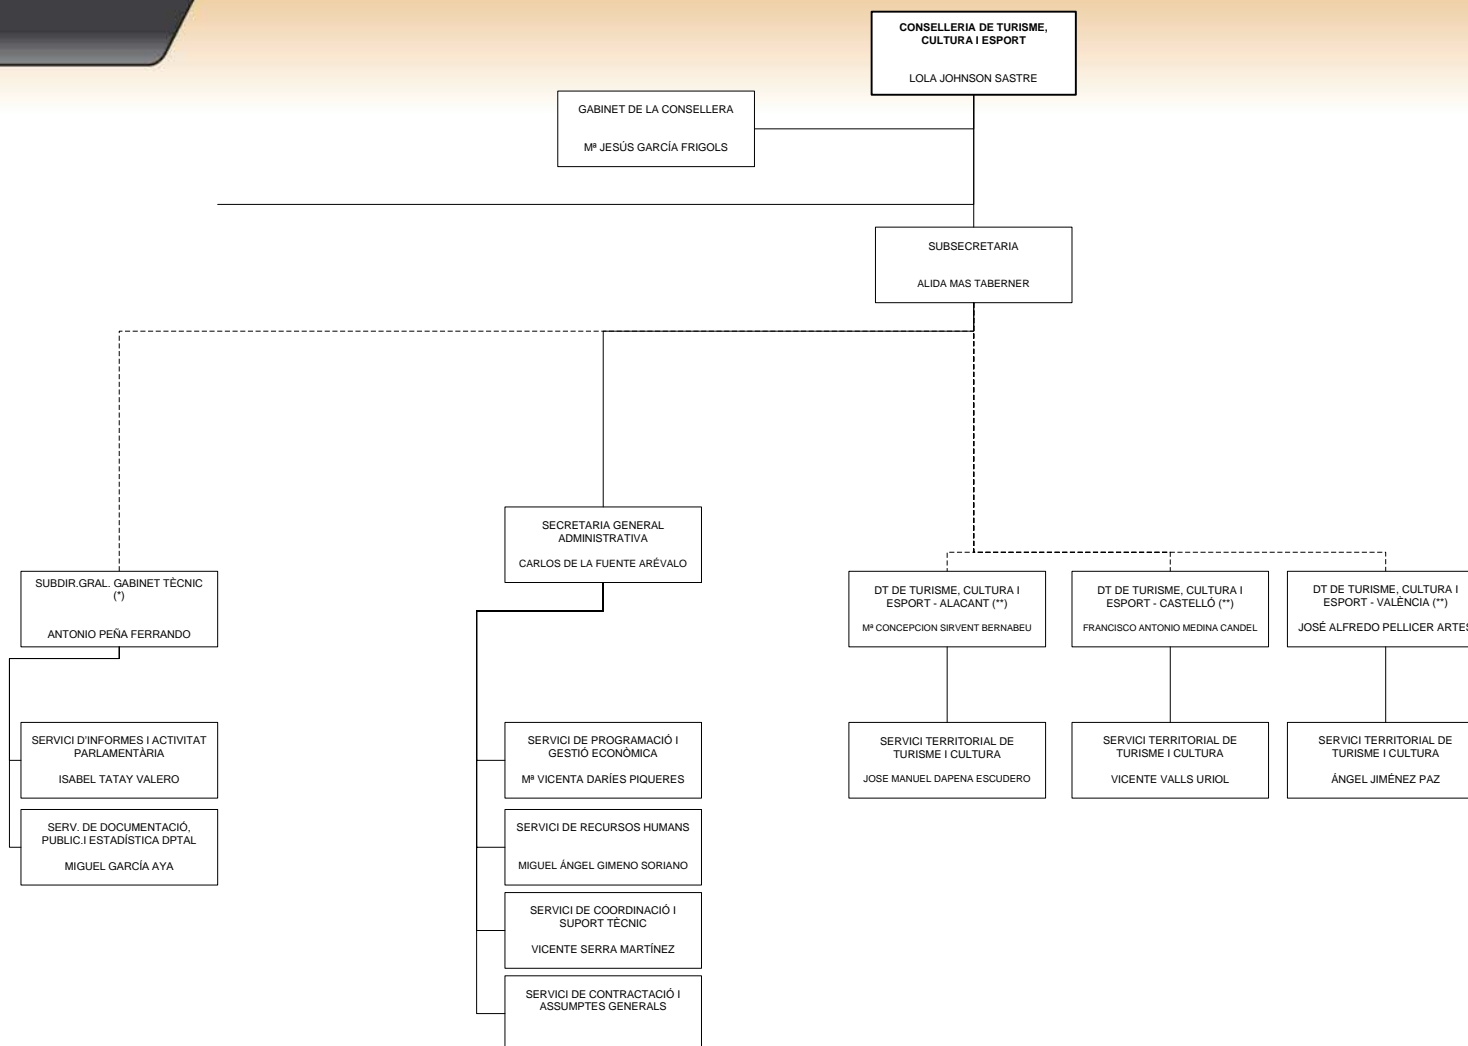 CONSELLERIA DE TURISME,
CULTURA I ESPORT
LOLA JOHNSON SASTRE
GABINET DE LA CONSELLERA
Mª JESÚS GARCÍA FRIGOLS
SUBSECRETARIA
ALIDA MAS TABERNER
SECRETARIA GENERAL
ADMINISTRATIVA
CARLOS DE LA FUENTE ARÉVALO
SUBDIR.GRAL. GABINET TÈCNIC
(*)
ANTONIO PEÑA FERRANDO
DT DE TURISME, CULTURA I
ESPORT - ALACANT (**)
Mª CONCEPCION SIRVENT BERNABEU
DT DE TURISME, CULTURA I
ESPORT - CASTELLÓ (**)
FRANCISCO ANTONIO MEDINA CANDEL
DT DE TURISME, CULTURA I
ESPORT - VALÈNCIA (**)
JOSÉ ALFREDO PELLICER ARTES
SERVICI D'INFORMES I ACTIVITAT
PARLAMENTÀRIA
ISABEL TATAY VALERO
SERVICI DE PROGRAMACIÓ I
GESTIÓ ECONÒMICA
Mª VICENTA DARÍES PIQUERES
SERVICI TERRITORIAL DE
TURISME I CULTURA
JOSE MANUEL DAPENA ESCUDERO
SERVICI TERRITORIAL DE
TURISME I CULTURA
VICENTE VALLS URIOL
SERVICI TERRITORIAL DE
TURISME I CULTURA
ÁNGEL JIMÉNEZ PAZ
SERV. DE DOCUMENTACIÓ,
PUBLIC.I ESTADÍSTICA DPTAL
MIGUEL GARCÍA AYA
SERVICI DE RECURSOS HUMANS
MIGUEL ÁNGEL GIMENO SORIANO
SERVICI DE COORDINACIÓ I
SUPORT TÈCNIC
VICENTE SERRA MARTÍNEZ
SERVICI DE CONTRACTACIÓ I
ASSUMPTES GENERALS